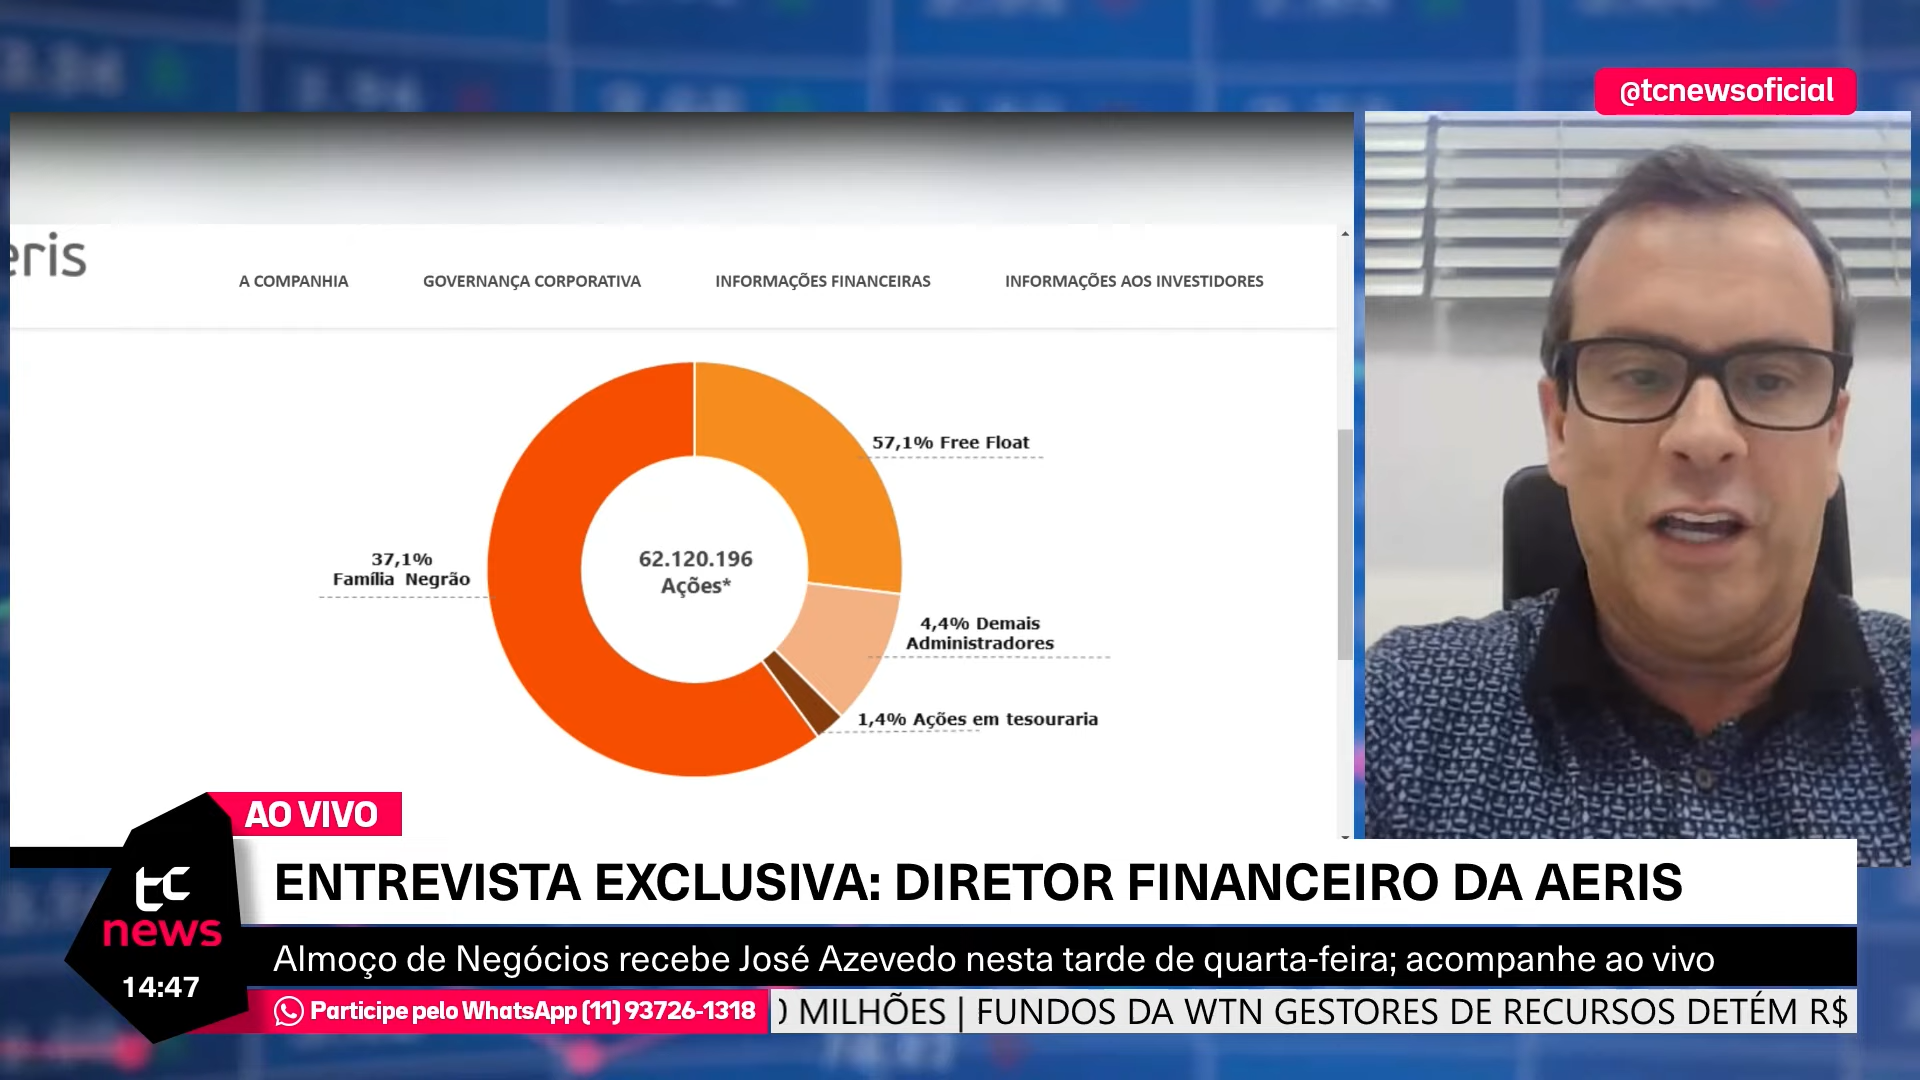 @tcnewsoficial
eris
A COMPANHIA
GOVERNANÇA CORPORATIVA
INFORMAÇÕES FINANCEIRAS
INFORMAÇÕES AOS INVESTIDORES
57,1% Free Float
37,1%
Família Negrão
62.120.196
Ações*
4,4% Demais
Administradores
1,4% Ações em tesouraria
AO VIVO
ENTREVISTA EXCLUSIVA: DIRETOR FINANCEIRO DA AERIS
tc
news
14:47
Almoço de Negócios recebe José Azevedo nesta tarde de quarta-feira; acompanhe ao vivo
Participe pelo WhatsApp (11) 93726-1318
MILHÕES | FUNDOS DA WTN GESTORES DE RECURSOS DETÉM R$